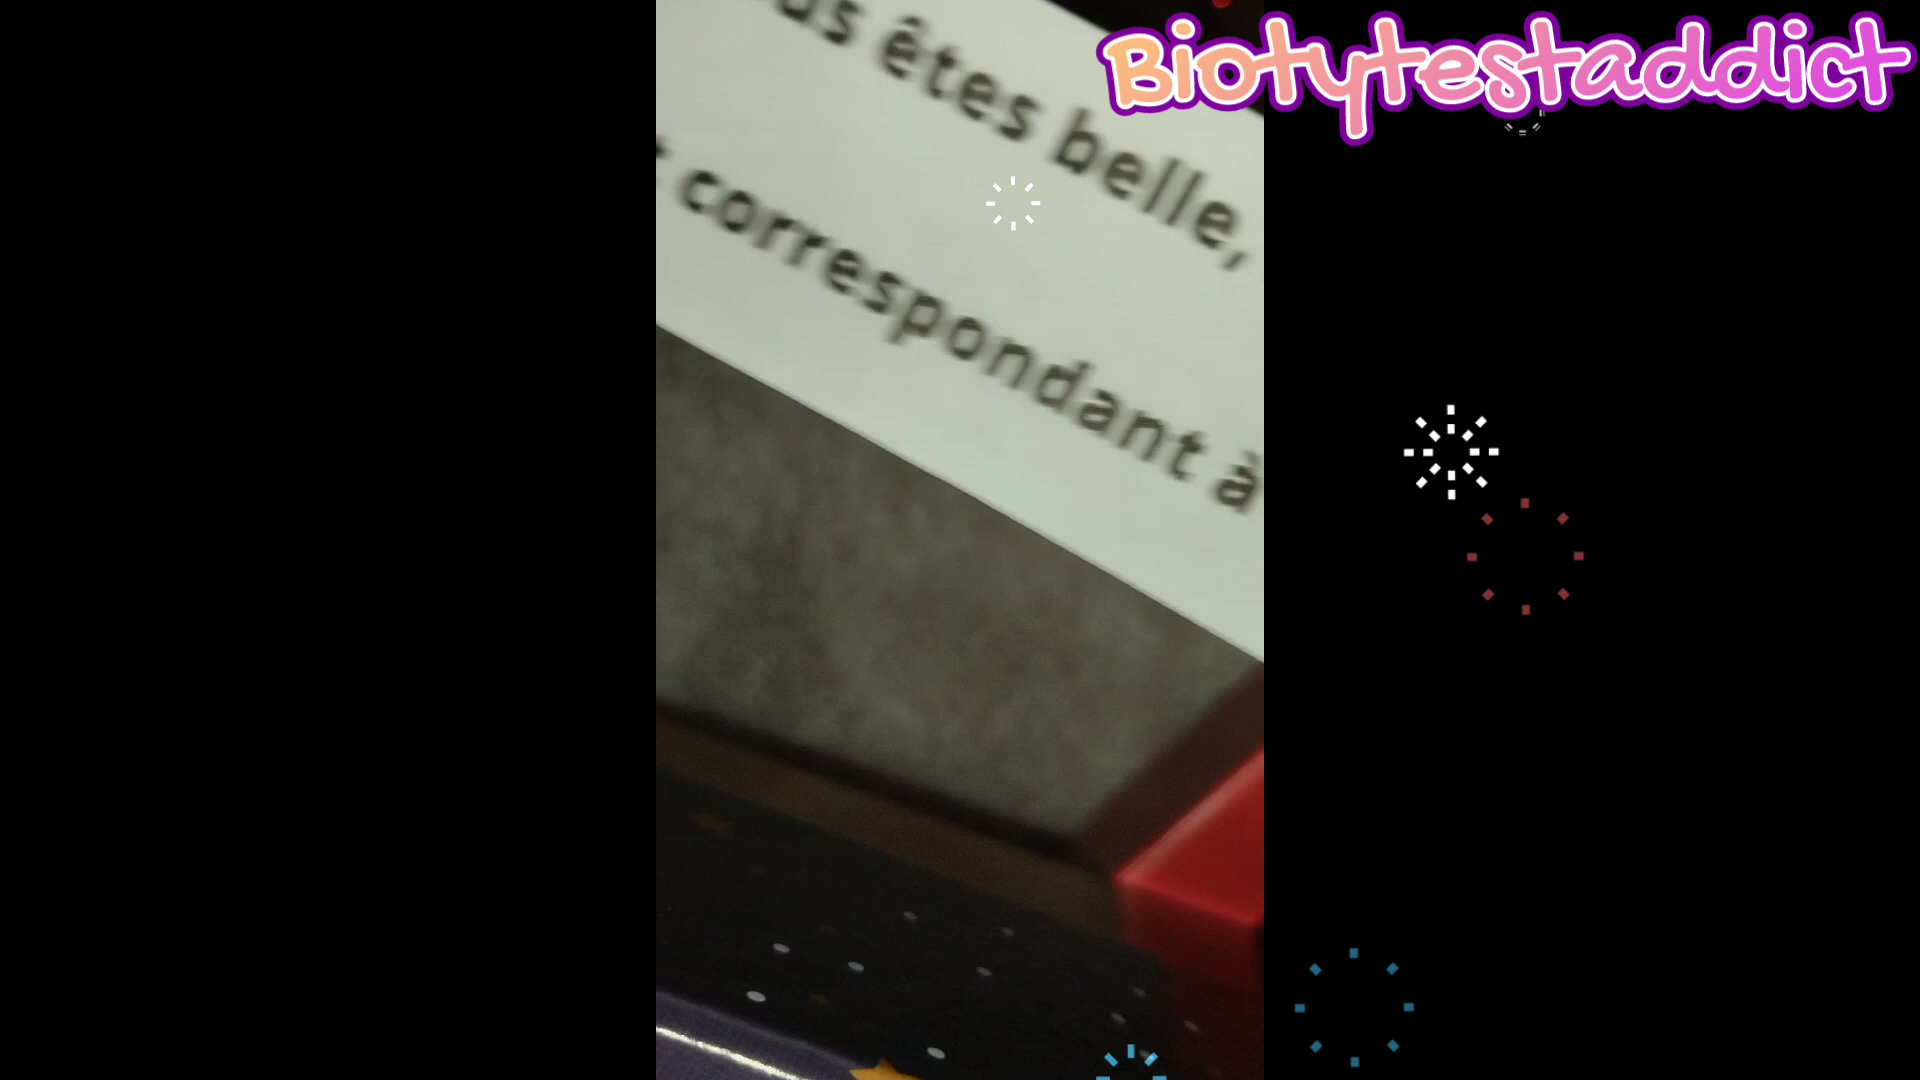 Biotytestaddict
êtes belle,
correspondant à